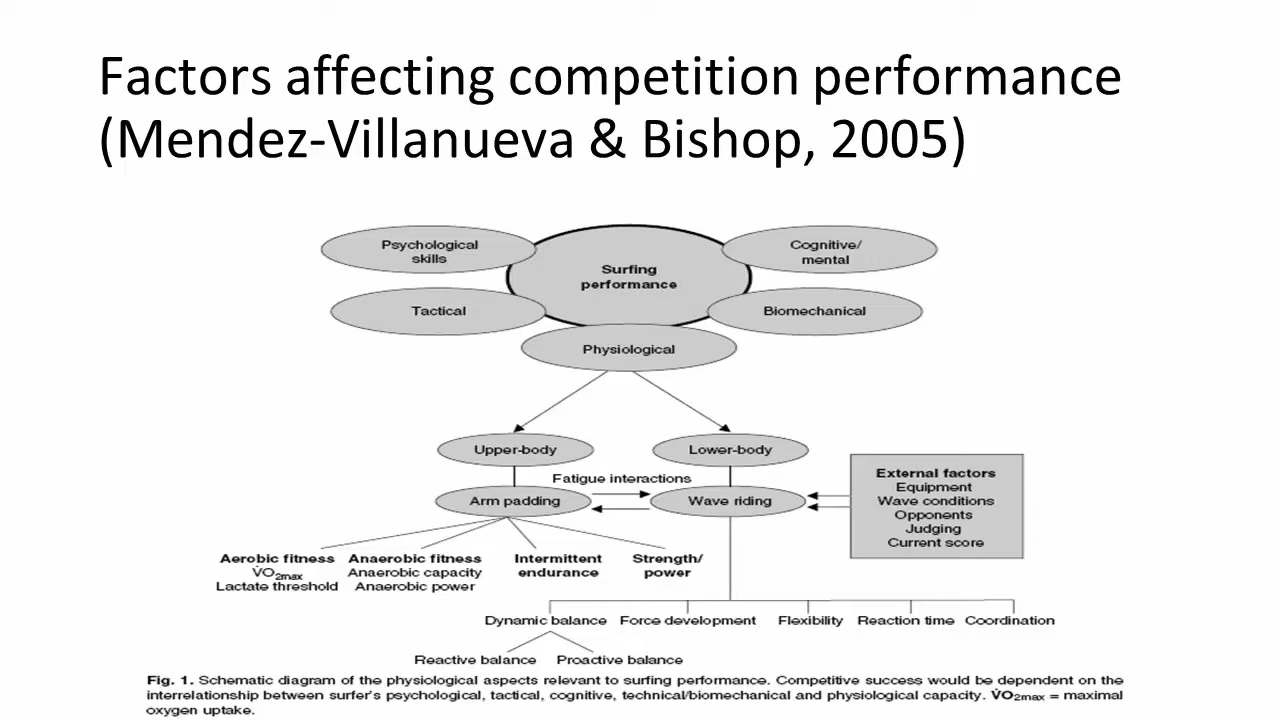 Factors affecting competition performance
(Mendez-Villanueva & Bishop, 2005)
Psychological
skills
Surfing
performance
Cognitive/
mental
Tactical
Biomechanical
Physiological
Upper-body
Lower-body
Fatigue interactions
Arm padding
Wave riding
External factors
Equipment
Wave conditions
Opponents
Judging
Current score
Aerobic fitness
V̇O2max
Lactate threshold
Anaerobic fitness
Anaerobic capacity
Anaerobic power
Intermittent
endurance
Strength/
power
Dynamic balance
Force development
Flexibility
Reaction time
Coordination
Reactive balance
Proactive balance
Fig. 1. Schematic diagram of the physiological aspects relevant to surfing performance. Competitive success would be dependent on the
interrelationship between surfer's psychological, tactical, cognitive, technical/biomechanical and physiological capacity. V̇O2max = maximal
oxygen uptake.